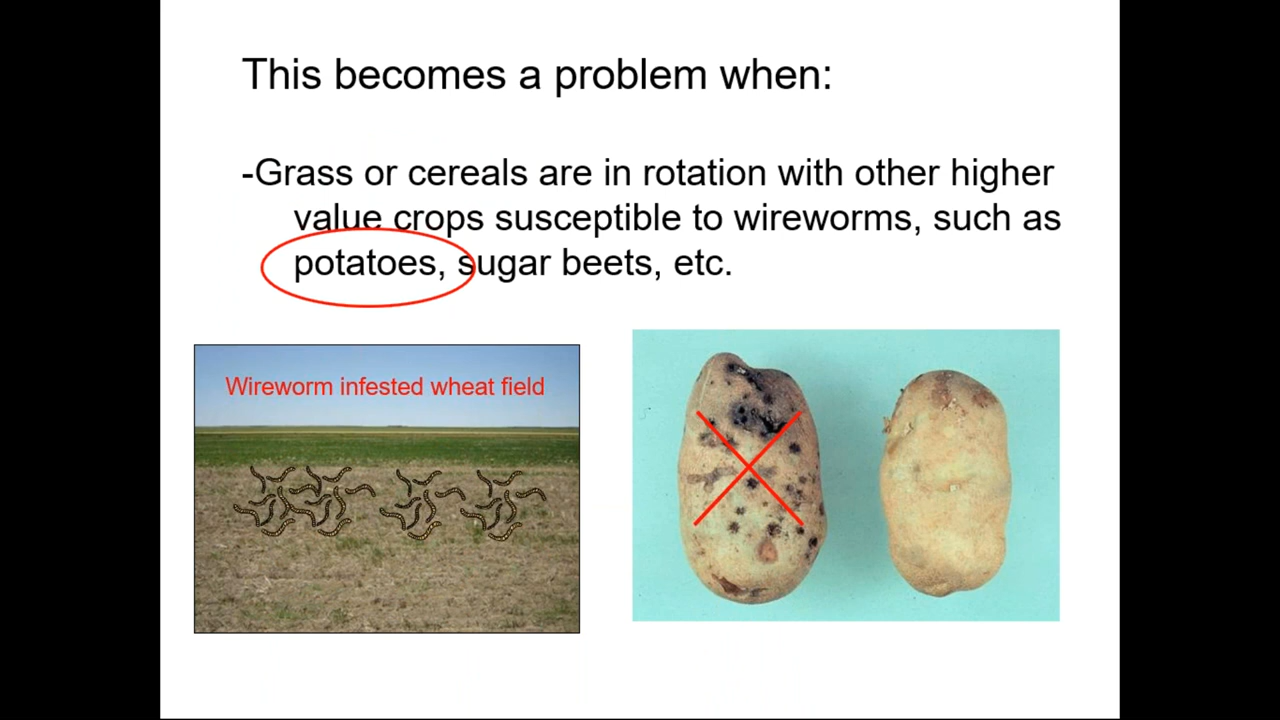 This becomes a problem when:
-Grass or cereals are in rotation with other higher
value crops susceptible to wireworms, such as
potatoes, sugar beets, etc.
Wireworm infested wheat field